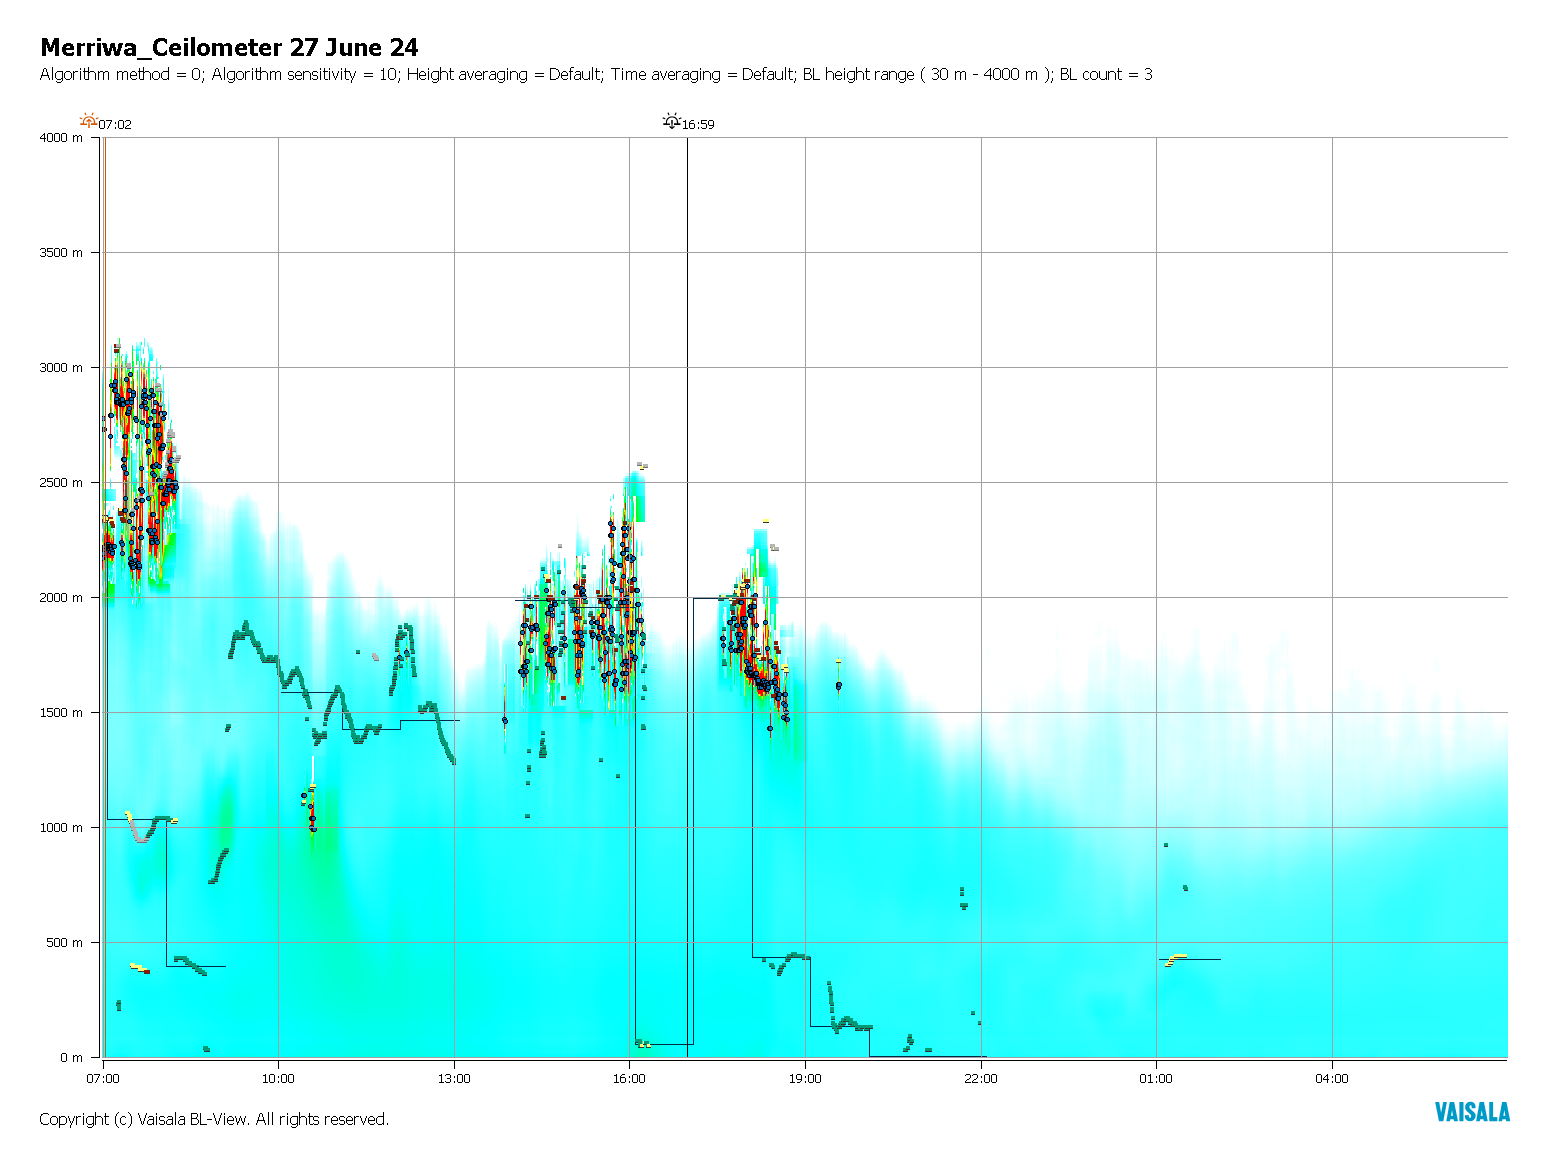 Merriwa_Ceilometer 27 June 24
Algorithm method = 0; Algorithm sensitivity = 10; Height averaging = Default; Time averaging = Default; BL height range ( 30 m - 4000 m ); BL count = 3
07:02 16:59
4000 m
3500 m
3000 m
2500 m
2000 m
1500 m
1000 m
500 m
0 m
07:00 10:00 13:00 16:00 19:00 22:00 01:00 04:00
Copyright (c) Vaisala BL-View. All rights reserved.
VAISALA